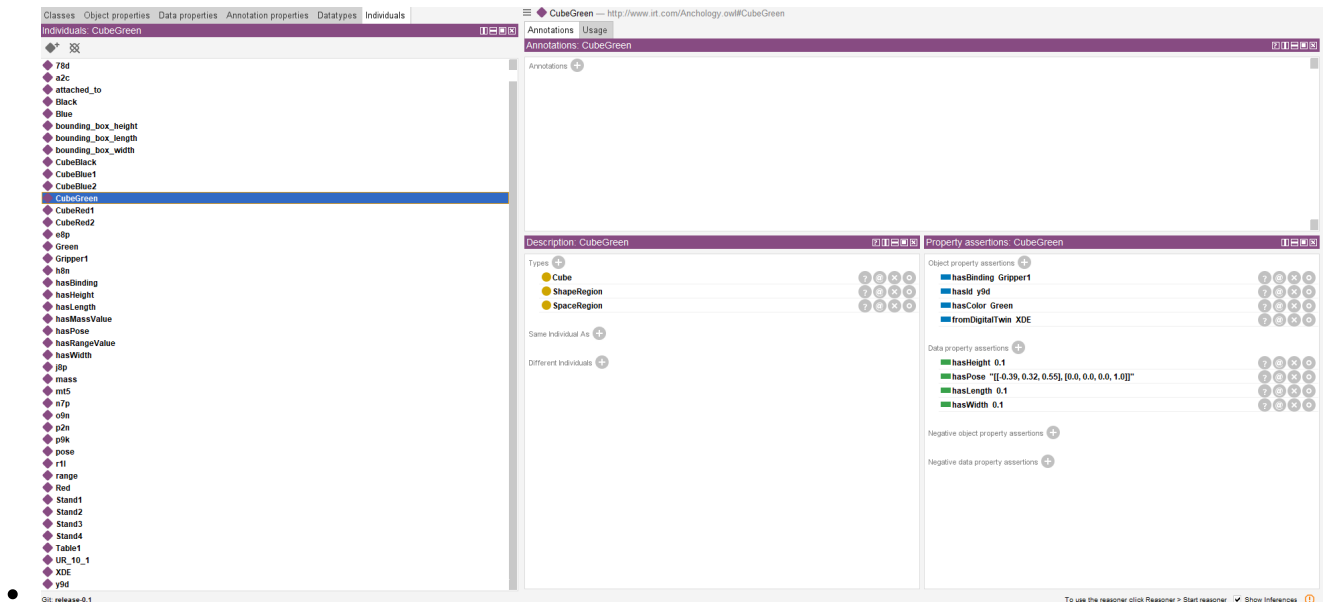 Classes Object properties Data properties Annotation properties Datatypes Individuals
Individuals: CubeGreen
78d
a2c
attached_to
Black
Blue
bounding_box_height
bounding_box_length
bounding_box_width
CubeBlack
CubeBlue1
CubeBlue2
CubeGreen
CubeRed1
CubeRed2
e8p
Green
Gripper1
h8n
hasBinding
hasHeight
hasLength
hasMassValue
hasPose
hasRangeValue
hasWidth
j8p
mass
mt5
n7p
o9n
p2n
p9k
pose
r1l
range
Red
Stand1
Stand2
Stand3
Stand4
Table1
UR_10_1
XDE
y9d
Git: release-0.1
CubeGreen — http://www.irt.com/Anchology.owl#CubeGreen
Annotations Usage
Annotations: CubeGreen
Annotations
Description: CubeGreen
Types
Cube
ShapeRegion
SpaceRegion
Same Individual As
Different Individuals
Property assertions: CubeGreen
Object property assertions
hasBinding Gripper1
hasId y9d
hasColor Green
fromDigitalTwin XDE
Data property assertions
hasHeight 0.1
hasPose "[[-0.39, 0.32, 0.55], [0.0, 0.0, 0.0, 1.0]]"
hasLength 0.1
hasWidth 0.1
Negative object property assertions
Negative data property assertions
To use the reasoner click Reasoner > Start reasoner Show Inferences